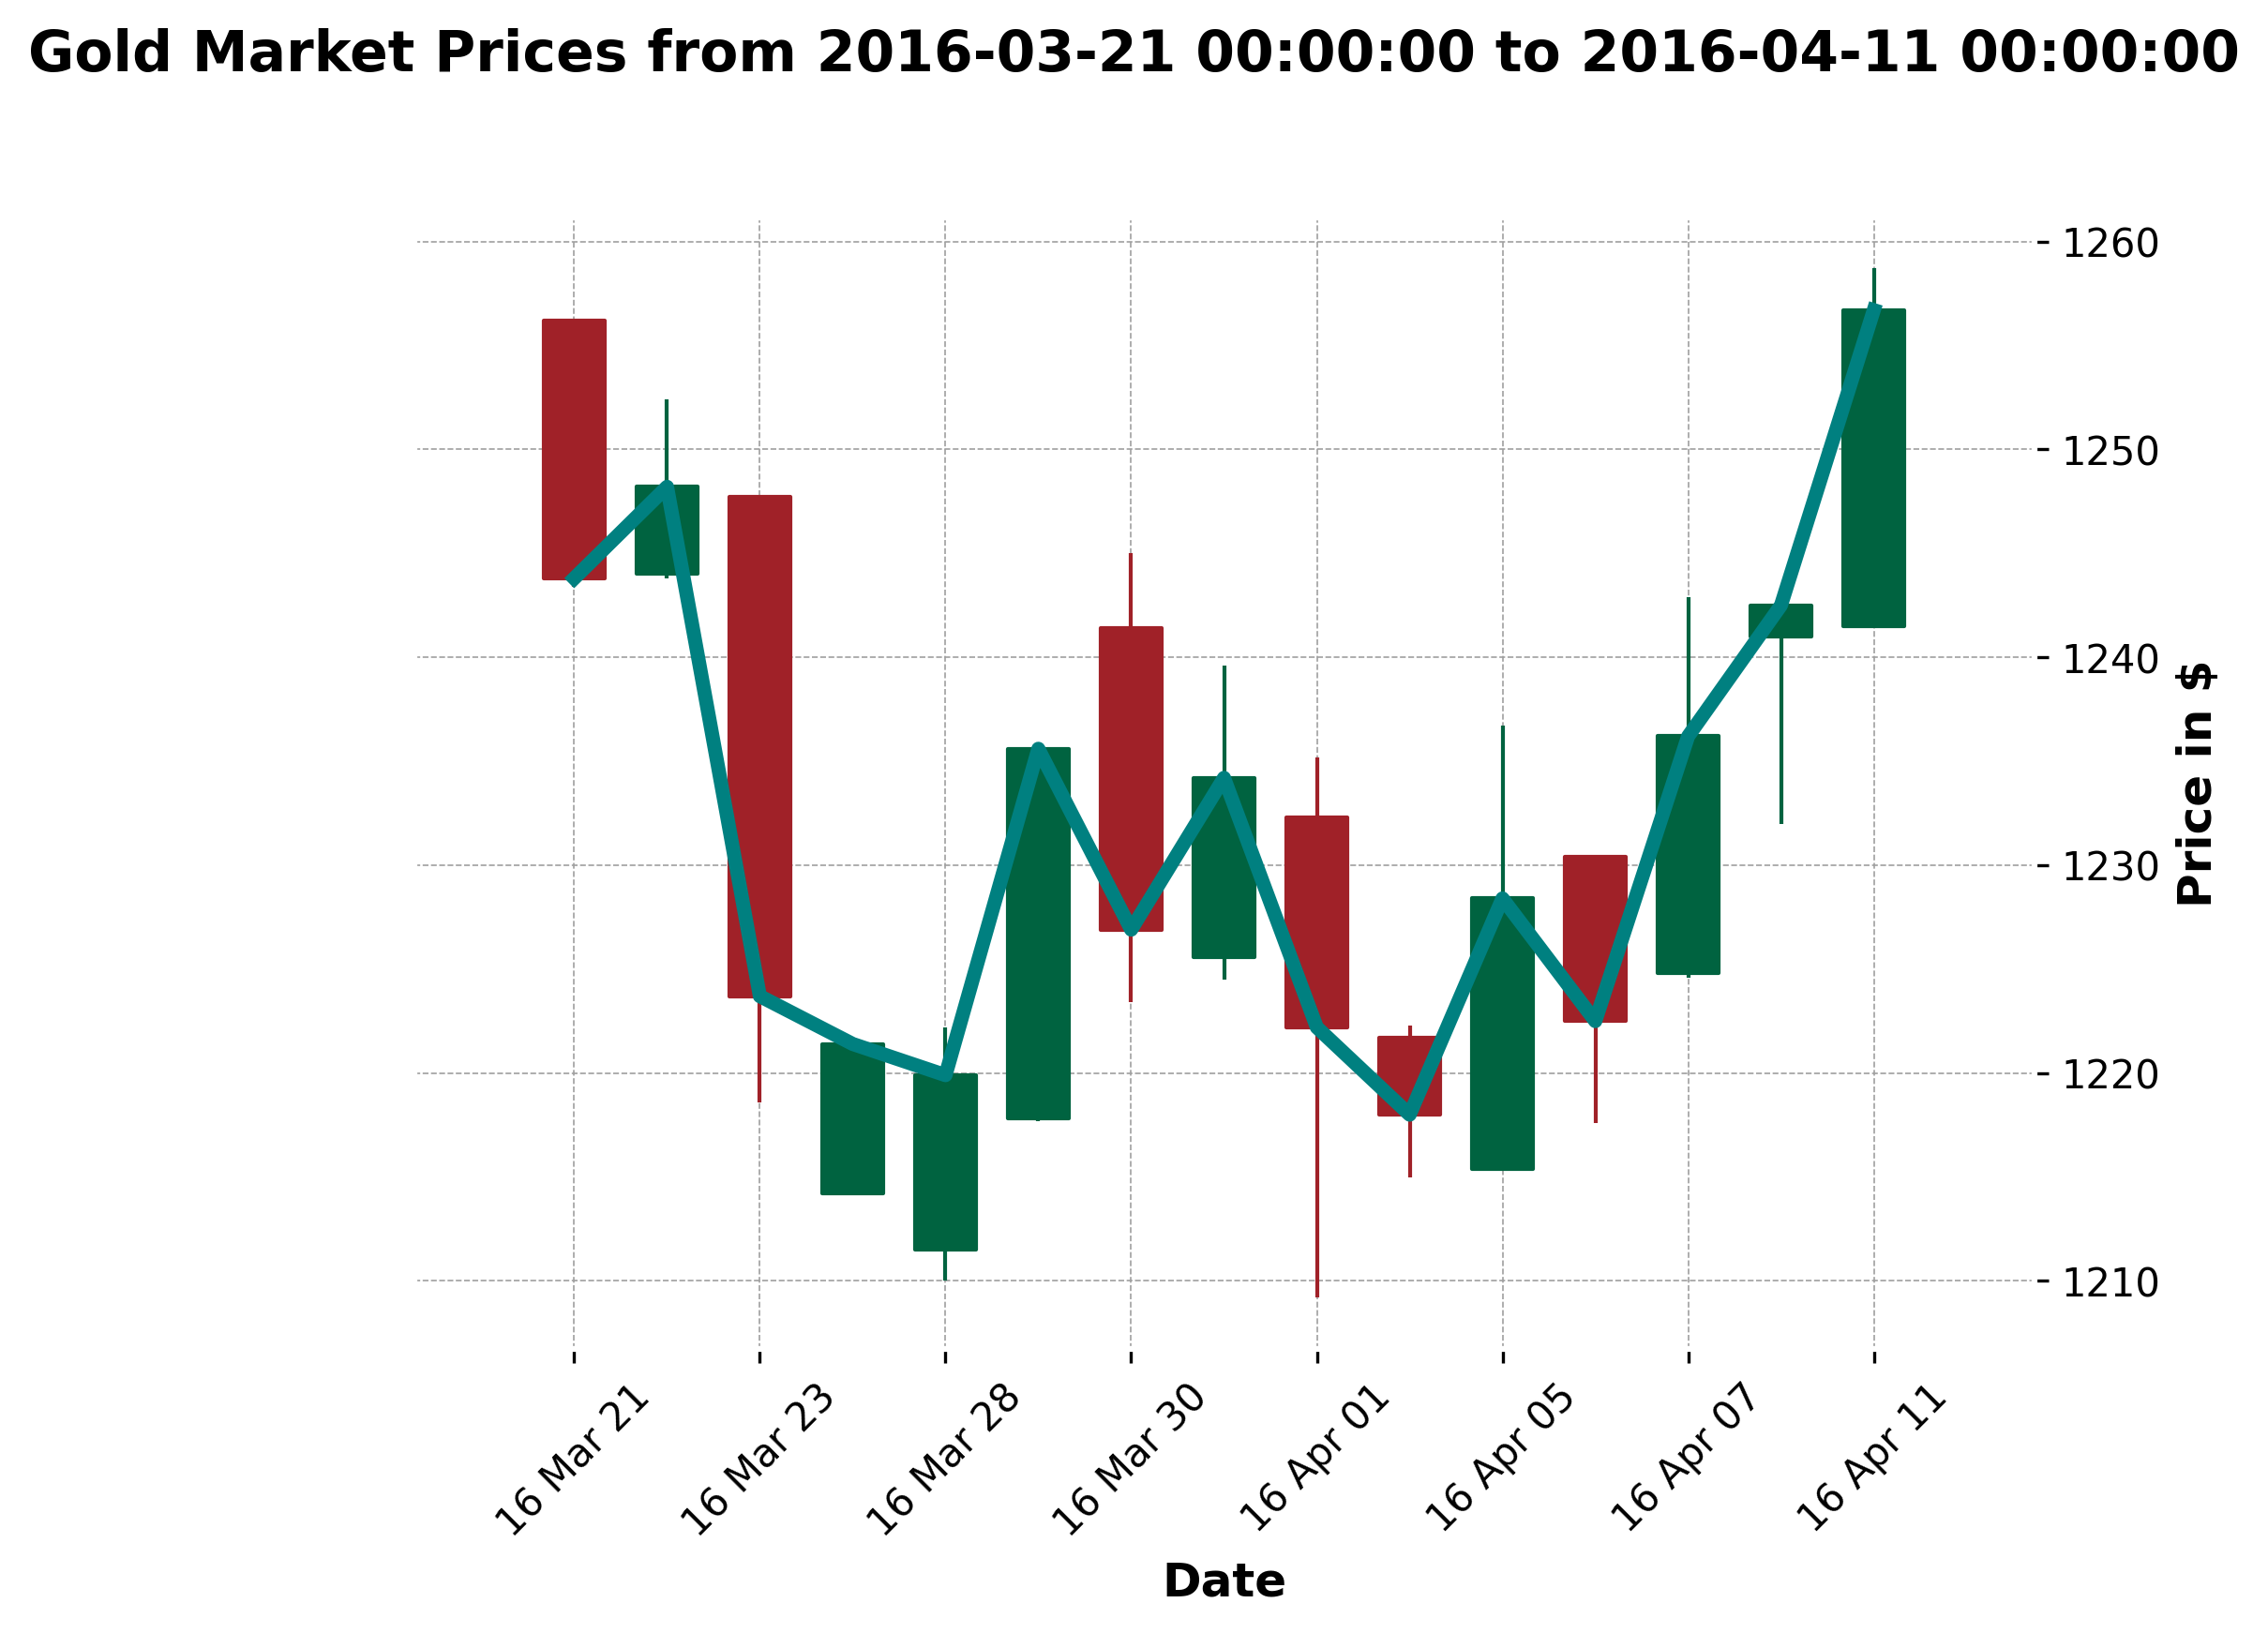 Gold Market Prices from 2016-03-21 00:00:00 to 2016-04-11 00:00:00
1260
1250
1240
1230
1220
1210
Price in $
16 Mar 21
16 Mar 23
16 Mar 28
16 Mar 30
16 Apr 01
16 Apr 05
16 Apr 07
16 Apr 11
Date